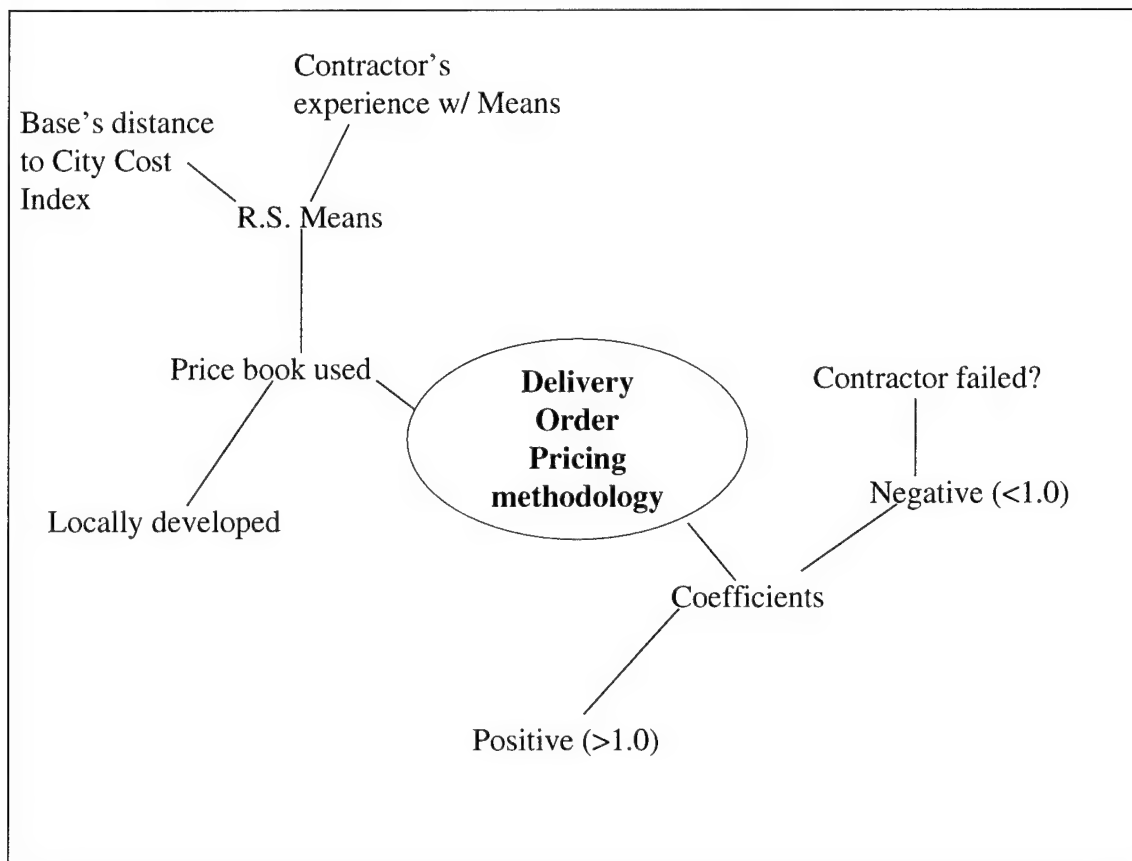 Contractor's
experience w/ Means
Base's distance
to City Cost
Index
R.S. Means
Price book used
Locally developed
Delivery
Order
Pricing
methodology
Contractor failed?
Negative (<1.0)
Coefficients
Positive (>1.0)